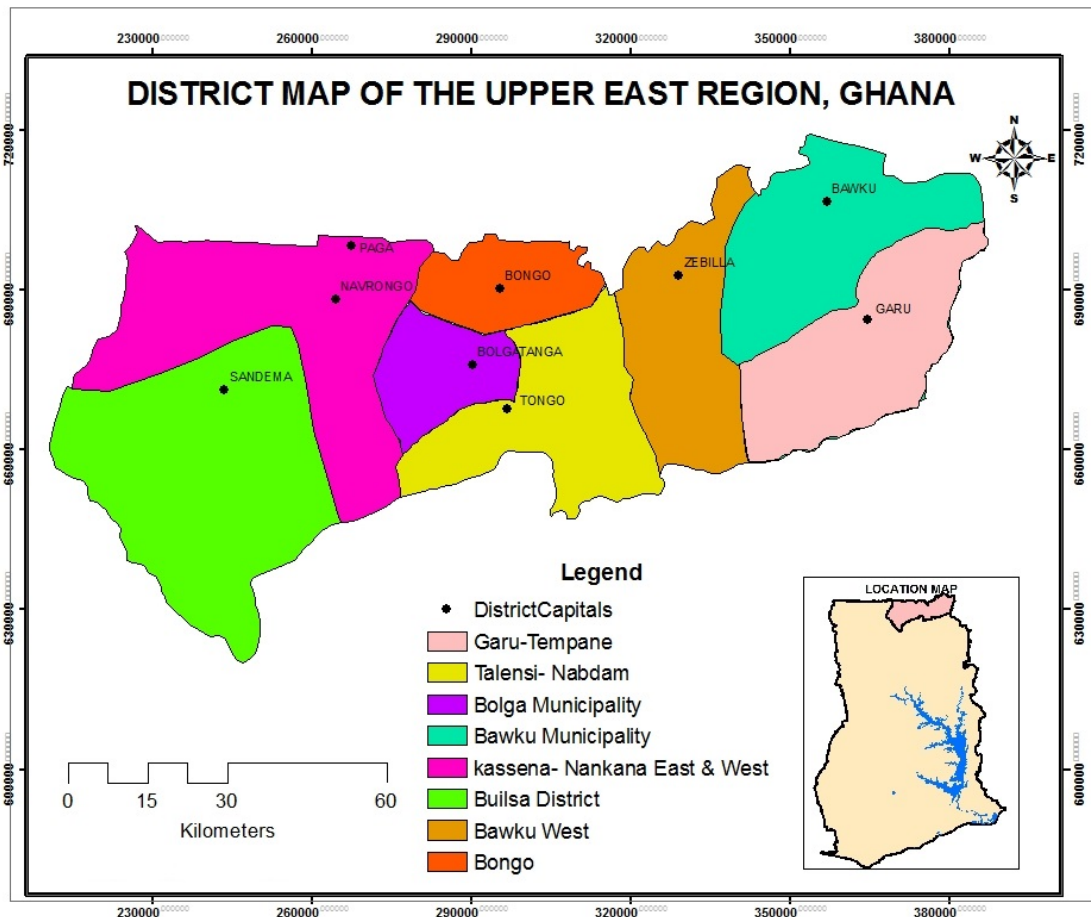 230000 260000 290000 320000 350000 380000
DISTRICT MAP OF THE UPPER EAST REGION, GHANA
N
W E
S
720000 720000
BAWKU
PAGA
ZEBILLA
BONGO
NAVRONGO
690000 690000
GARU
BOLGATANGA
SANDEMA
TONGO
660000 660000
Legend
DistrictCapitals
Garu-Tempane
Talensi- Nabdam
Bolga Municipality
Bawku Municipality
kassena- Nankana East & West
Builsa District
Bawku West
Bongo
LOCATION MAP
630000 630000
600000 600000
0 15 30 60
Kilometers
230000 260000 290000 320000 350000 380000